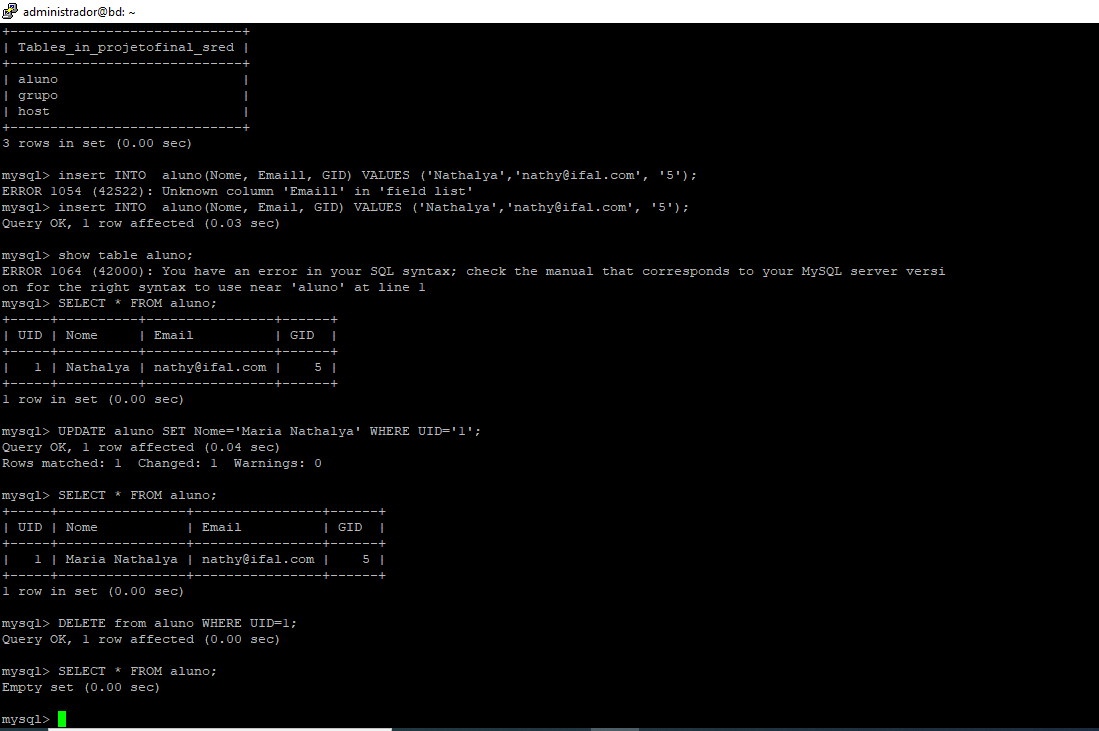 administrador@bd: ~
+-----------------------------+
| Tables_in_projetofinal_sred |
+-----------------------------+
| aluno                       |
| grupo                       |
| host                        |
+-----------------------------+
3 rows in set (0.00 sec)
mysql> insert INTO  aluno(Nome, Emaill, GID) VALUES ('Nathalya','nathy@ifal.com', '5');
ERROR 1054 (42S22): Unknown column 'Emaill' in 'field list'
mysql> insert INTO  aluno(Nome, Email, GID) VALUES ('Nathalya','nathy@ifal.com', '5');
Query OK, 1 row affected (0.03 sec)
mysql> show table aluno;
ERROR 1064 (42000): You have an error in your SQL syntax; check the manual that corresponds to your MySQL server versi
on for the right syntax to use near 'aluno' at line 1
mysql> SELECT * FROM aluno;
+-----+----------+----------------+------+
| UID | Nome     | Email          | GID  |
+-----+----------+----------------+------+
|   1 | Nathalya | nathy@ifal.com |    5 |
+-----+----------+----------------+------+
1 row in set (0.00 sec)
mysql> UPDATE aluno SET Nome='Maria Nathalya' WHERE UID='1';
Query OK, 1 row affected (0.04 sec)
Rows matched: 1  Changed: 1  Warnings: 0
mysql> SELECT * FROM aluno;
+-----+----------------+----------------+------+
| UID | Nome           | Email          | GID  |
+-----+----------------+----------------+------+
|   1 | Maria Nathalya | nathy@ifal.com |    5 |
+-----+----------------+----------------+------+
1 row in set (0.00 sec)
mysql> DELETE from aluno WHERE UID=1;
Query OK, 1 row affected (0.00 sec)
mysql> SELECT * FROM aluno;
Empty set (0.00 sec)
mysql>